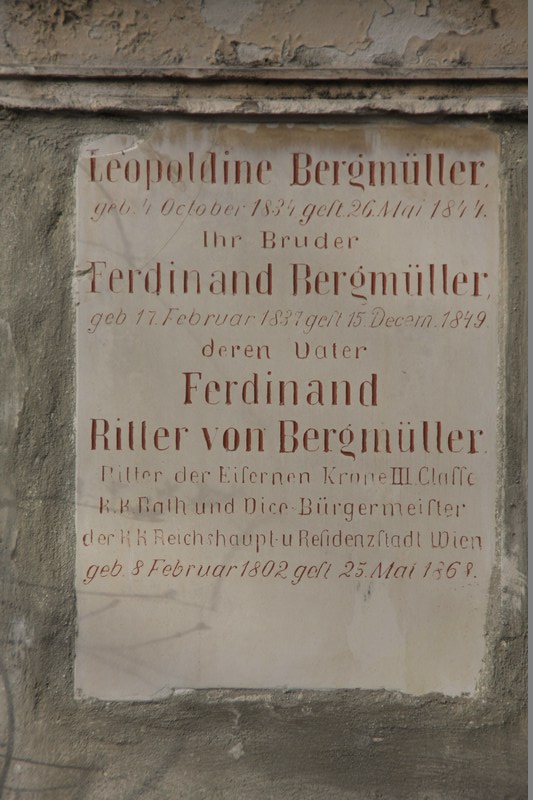 Leopoldine Bergmüller,
geb. 4 October 1834 gest. 26. Mai 1844.
Ihr Bruder
Ferdinand Bergmüller,
geb 17. Februar 1837 gest 15. Decem. 1849.
deren Vater
Ferdinand
Ritter von Bergmüller.
Ritter der Eisernen Krone III. Classe
k.k. Rath und Vice-Bürgermeister
der k k Reichshaupt-u Residenzstadt Wien
geb. 8 Februar 1802 gest 25. Mai 1868.